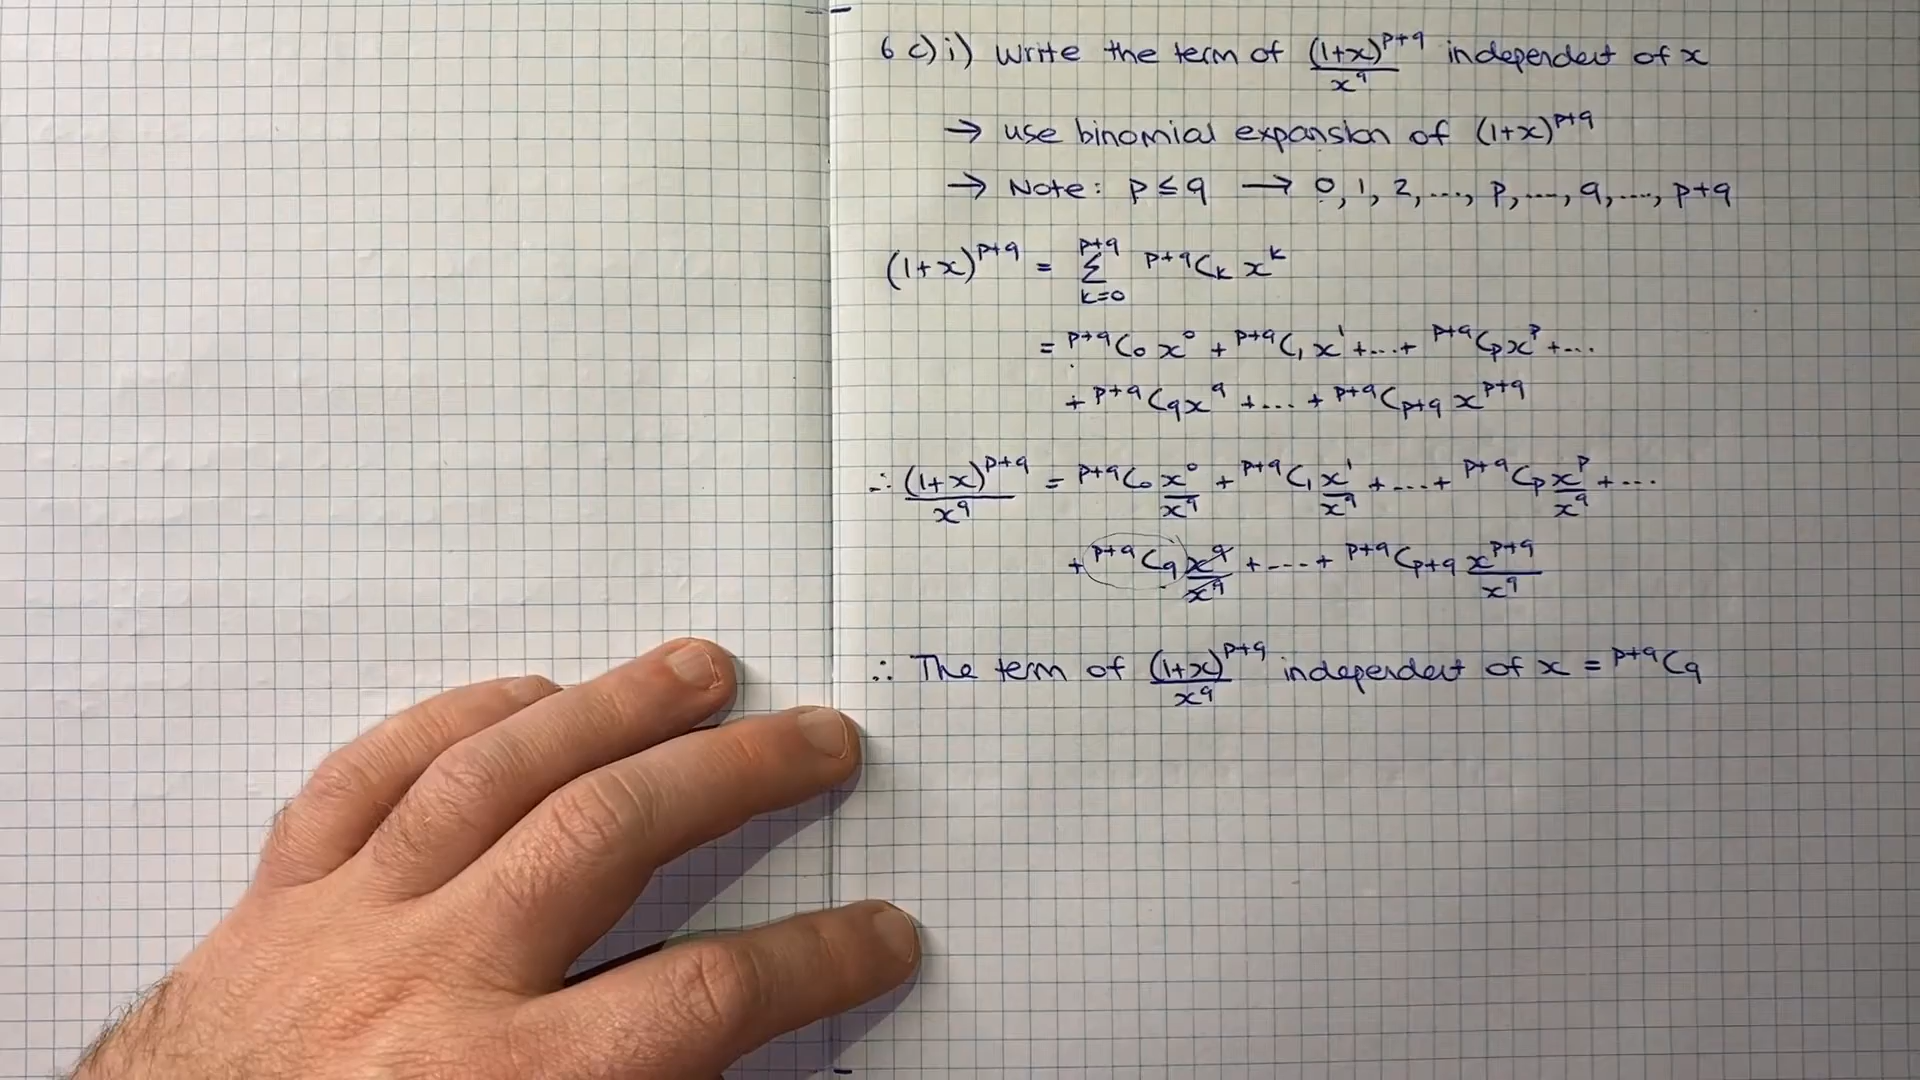 6 c) i) Write the term of (1+x)^(p+q)/x^q independent of x
→ use binomial expansion of (1+x)^(p+q)
→ Note: p ≤ q → 0, 1, 2, ...., p, ...., q, ...., p+q
(1+x)^(p+q) = Σ_(k=0)^(p+q) ^(p+q)C_k x^k
= ^(p+q)C_0 x^0 + ^(p+q)C_1 x^1 + ... + ^(p+q)C_p x^p + ...
+ ^(p+q)C_q x^q + .... + ^(p+q)C_(p+q) x^(p+q)
∴ (1+x)^(p+q)/x^q = ^(p+q)C_0 x^0/x^q + ^(p+q)C_1 x^1/x^q + ... + ^(p+q)C_p x^p/x^q + ...
+ ^(p+q)C_q x^q/x^q + .... + ^(p+q)C_(p+q) x^(p+q)/x^q
∴ The term of (1+x)^(p+q)/x^q independent of x = ^(p+q)C_q